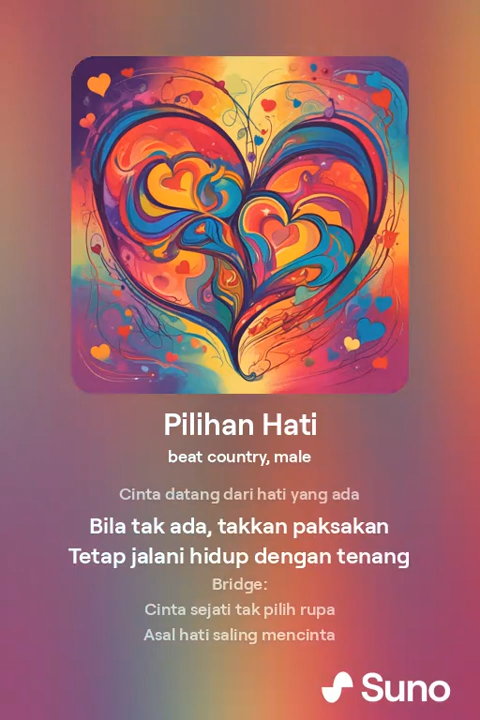 Pilihan Hati
beat country, male
Cinta datang dari hati yang ada
Bila tak ada, takkan paksakan
Tetap jalani hidup dengan tenang
Bridge:
Cinta sejati tak pilih rupa
Asal hati saling mencinta
Suno